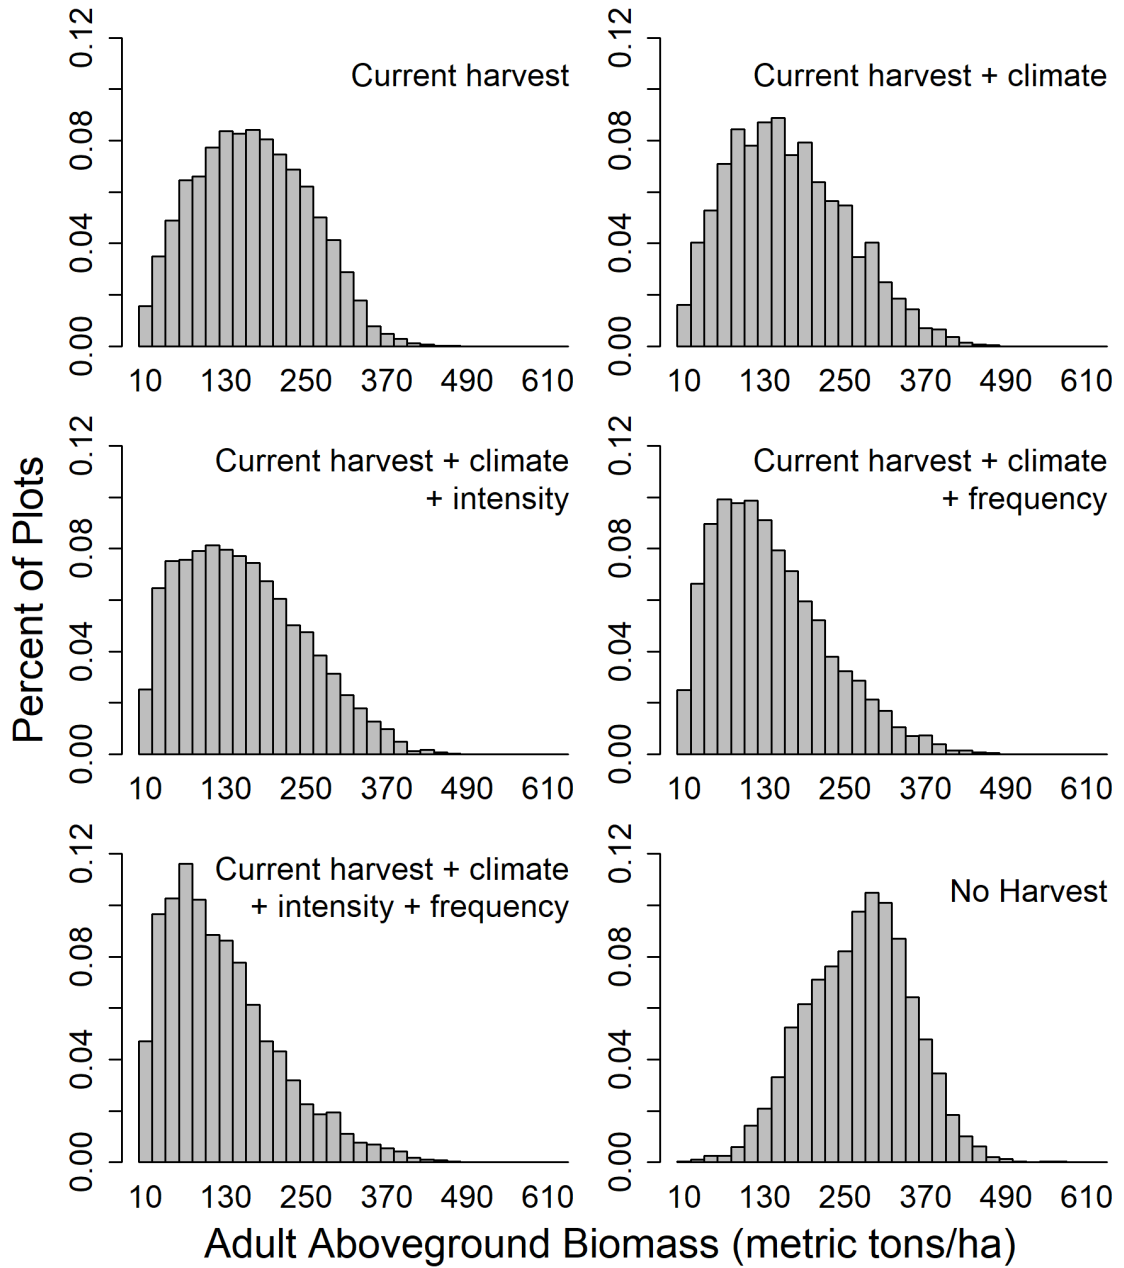 Current harvest
0.00 0.04 0.08 0.12
10 130 250 370 490 610
Current harvest + climate
0.00 0.04 0.08 0.12
10 130 250 370 490 610
Current harvest + climate
+ intensity
0.00 0.04 0.08 0.12
10 130 250 370 490 610
Current harvest + climate
+ frequency
0.00 0.04 0.08 0.12
10 130 250 370 490 610
Percent of Plots
Current harvest + climate
+ intensity + frequency
0.00 0.04 0.08 0.12
10 130 250 370 490 610
No Harvest
0.00 0.04 0.08 0.12
10 130 250 370 490 610
Adult Aboveground Biomass (metric tons/ha)